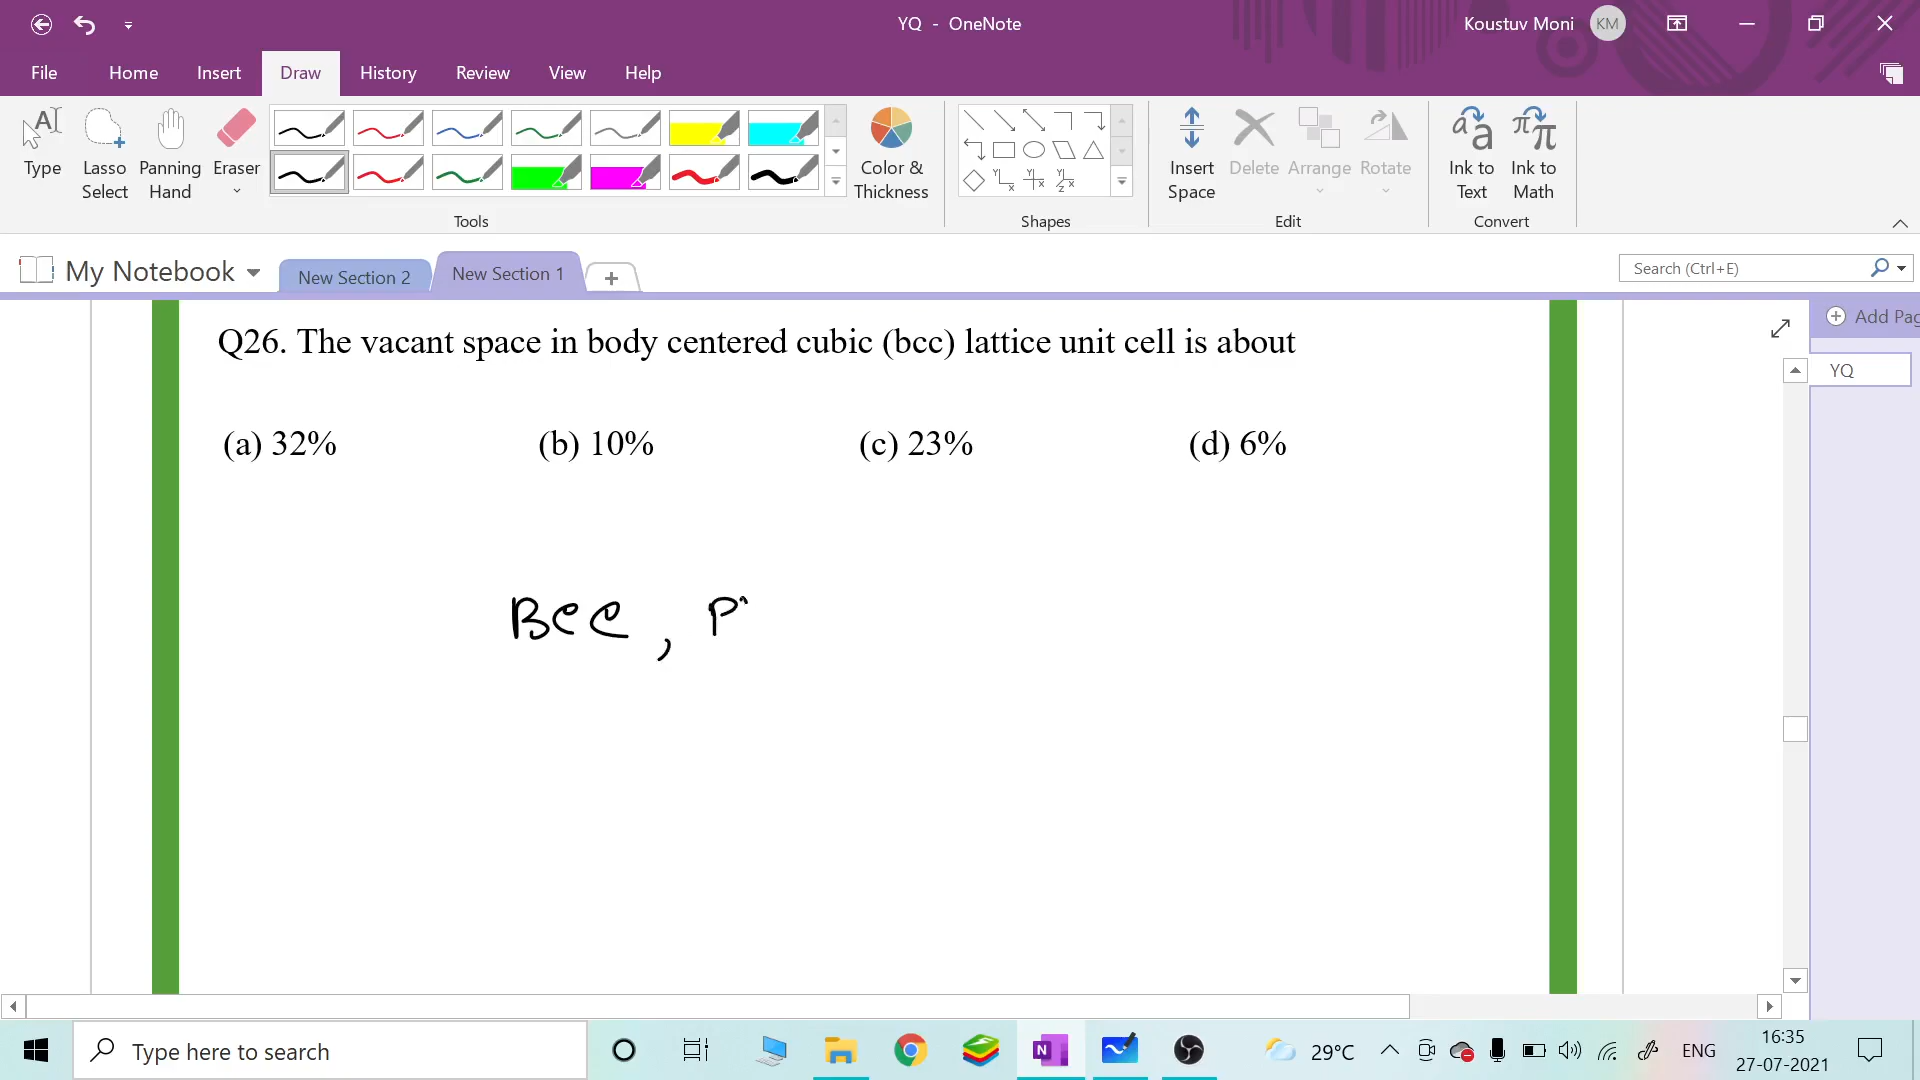 YQ - OneNote
Koustuv Moni
KM
File
Home
Insert
Draw
History
Review
View
Help
Type
Lasso Select
Panning Hand
Eraser
Color & Thickness
Insert Space
Delete
Arrange
Rotate
Ink to Text
Ink to Math
Tools
Shapes
Edit
Convert
My Notebook
New Section 2
New Section 1
Search (Ctrl+E)
Add Pag
YQ
Q26. The vacant space in body centered cubic (bcc) lattice unit cell is about
(a) 32%
(b) 10%
(c) 23%
(d) 6%
BCC , P
Type here to search
29°C
ENG
16:35
27-07-2021